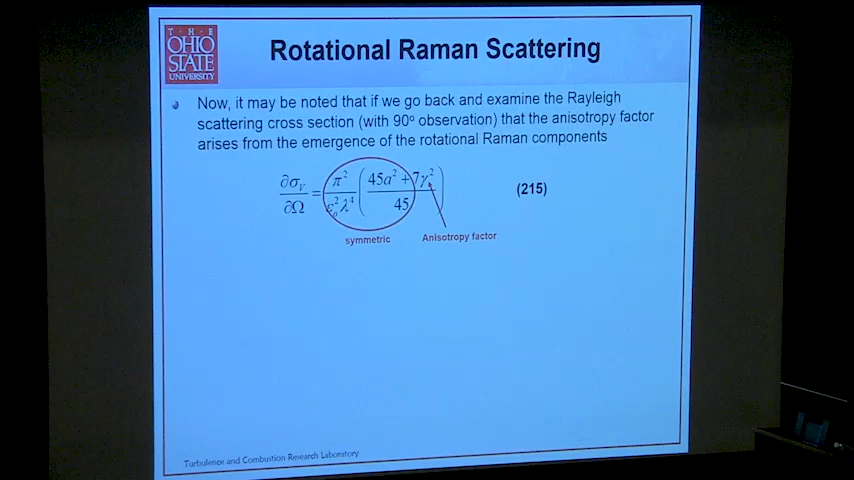 T · H · E
OHIO
STATE
UNIVERSITY
Rotational Raman Scattering
Now, it may be noted that if we go back and examine the Rayleigh
scattering cross section (with 90° observation) that the anisotropy factor
arises from the emergence of the rotational Raman components
∂σ_V/∂Ω = π²/(ε_o²λ⁴) ((45a² + 7γ²)/45) (215)
symmetric Anisotropy factor
Turbulence and Combustion Research Laboratory